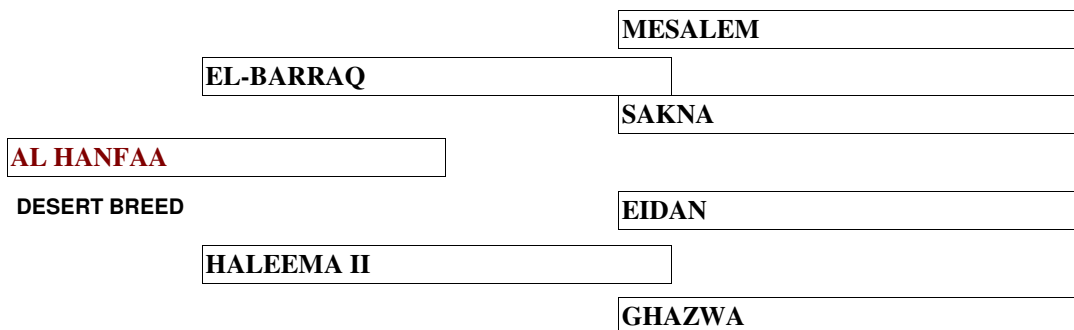 MESALEM
EL-BARRAQ
SAKNA
AL HANFAA
DESERT BREED
EIDAN
HALEEMA II
GHAZWA